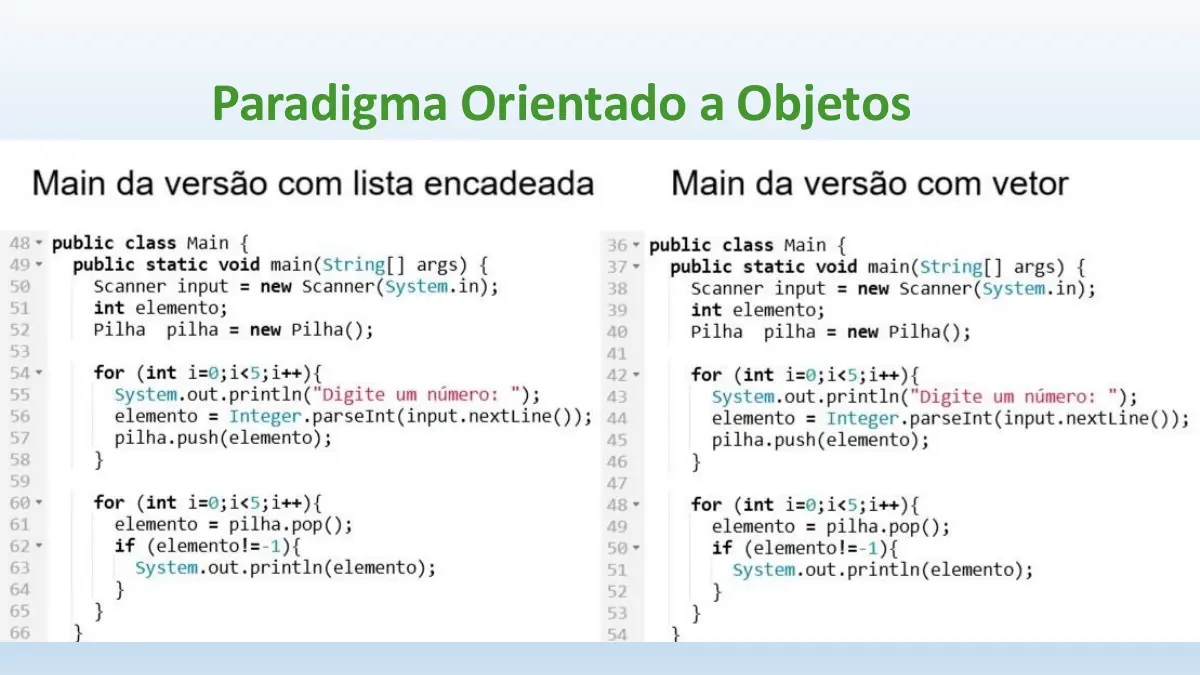 Paradigma Orientado a Objetos
Main da versão com lista encadeada
48 public class Main {
49 public static void main(String[] args) {
50 Scanner input = new Scanner(System.in);
51 int elemento;
52 Pilha  pilha = new Pilha();
53
54 for (int i=0;i<5;i++){
55 System.out.println("Digite um número: ");
56 elemento = Integer.parseInt(input.nextLine());
57 pilha.push(elemento);
58 }
59
60 for (int i=0;i<5;i++){
61 elemento = pilha.pop();
62 if (elemento!=-1){
63 System.out.println(elemento);
64 }
65 }
66 }
Main da versão com vetor
36 public class Main {
37 public static void main(String[] args) {
38 Scanner input = new Scanner(System.in);
39 int elemento;
40 Pilha  pilha = new Pilha();
41
42 for (int i=0;i<5;i++){
43 System.out.println("Digite um número: ");
44 elemento = Integer.parseInt(input.nextLine());
45 pilha.push(elemento);
46 }
47
48 for (int i=0;i<5;i++){
49 elemento = pilha.pop();
50 if (elemento!=-1){
51 System.out.println(elemento);
52 }
53 }
54 }